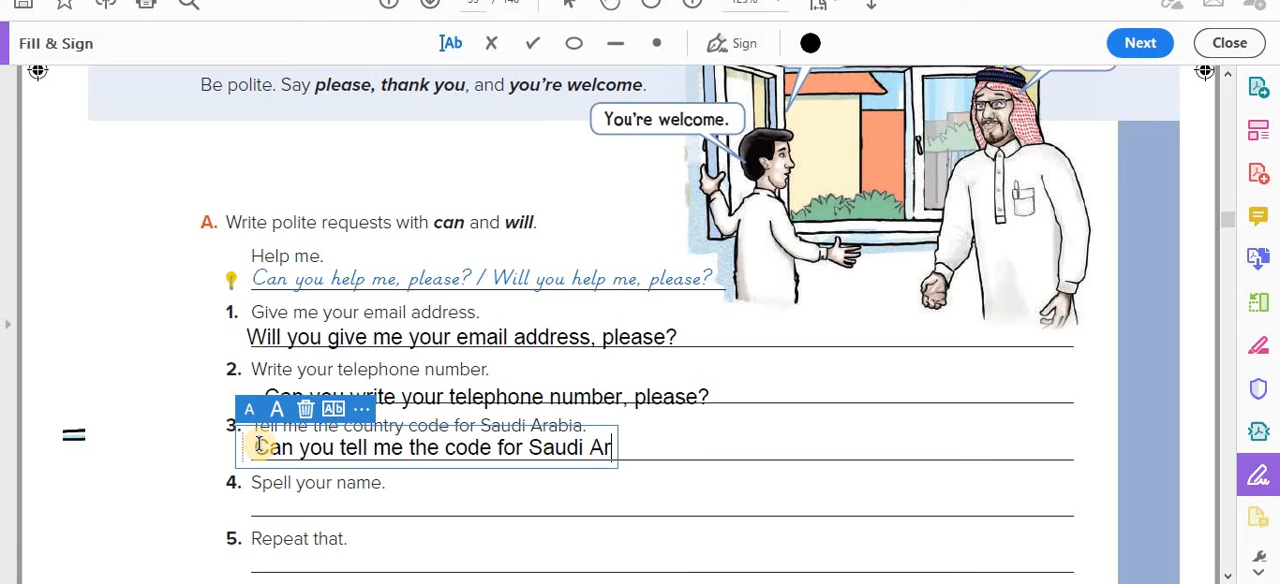 Fill & Sign
Ab
Sign
Next
Close
Be polite. Say please, thank you, and you're welcome.
You're welcome.
A. Write polite requests with can and will.
Help me.
Can you help me, please? / Will you help me, please?
1. Give me your email address.
Will you give me your email address, please?
2. Write your telephone number.
Can you write your telephone number, please?
A A Ab ...
3. Tell me the country code for Saudi Arabia.
Can you tell me the code for Saudi Ar
4. Spell your name.
5. Repeat that.